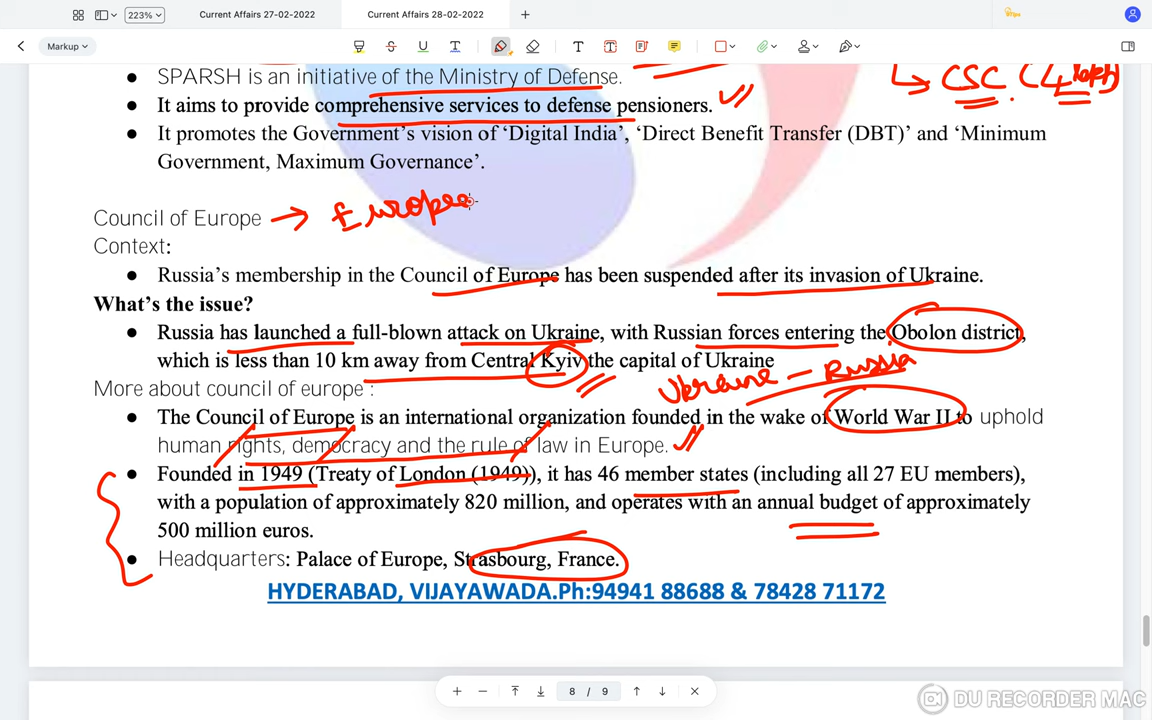 223%
Current Affairs 27-02-2022
Current Affairs 28-02-2022
Markup
SPARSH is an initiative of the Ministry of Defense.
CSC (4 lakh)
It aims to provide comprehensive services to defense pensioners.
It promotes the Government’s vision of ‘Digital India’, ‘Direct Benefit Transfer (DBT)’ and ‘Minimum
Government, Maximum Governance’.
Council of Europe → Europea
Context:
Russia’s membership in the Council of Europe has been suspended after its invasion of Ukraine.
What’s the issue?
Russia has launched a full-blown attack on Ukraine, with Russian forces entering the Obolon district,
which is less than 10 km away from Central Kyiv the capital of Ukraine
Ukraine – Russia
More about council of europe :
The Council of Europe is an international organization founded in the wake of World War II to uphold
human rights, democracy and the rule of law in Europe.
Founded in 1949 (Treaty of London (1949)), it has 46 member states (including all 27 EU members),
with a population of approximately 820 million, and operates with an annual budget of approximately
500 million euros.
Headquarters: Palace of Europe, Strasbourg, France.
HYDERABAD, VIJAYAWADA.Ph:94941 88688 & 78428 71172
8 / 9
DU RECORDER MAC